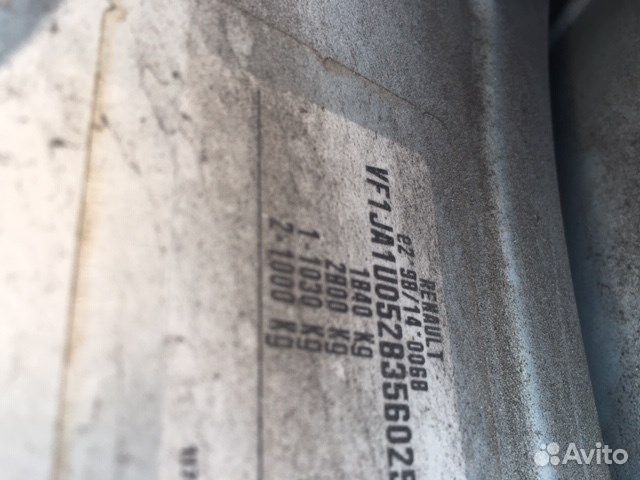 RENAULT
e2*98/14*0068
VF1JA1U0528356025
1840 Kg
2800 Kg
1-1030 Kg
2-1000 Kg
Avito